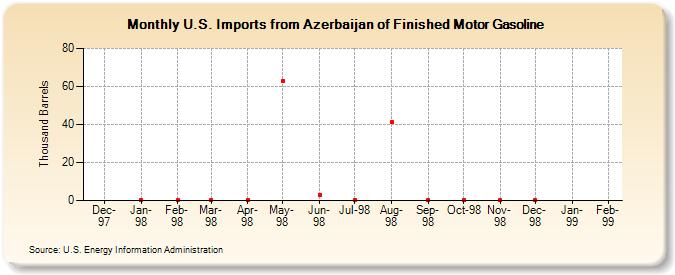 Monthly U.S. Imports from Azerbaijan of Finished Motor Gasoline
Thousand Barrels
80
60
40
20
0
Dec-97 Jan-98 Feb-98 Mar-98 Apr-98 May-98 Jun-98 Jul-98 Aug-98 Sep-98 Oct-98 Nov-98 Dec-98 Jan-99 Feb-99
Source: U.S. Energy Information Administration